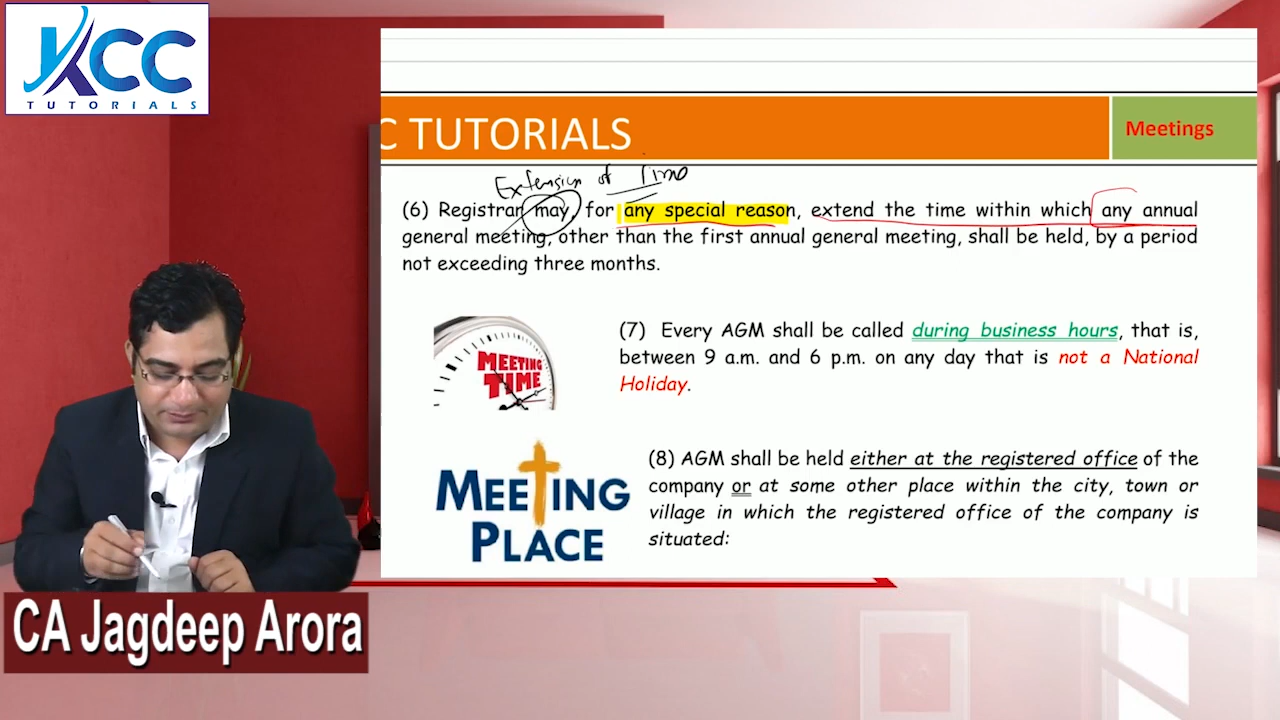 JKCC
TUTORIALS
C TUTORIALS
Meetings
Extension of Time
(6) Registrar may, for any special reason, extend the time within which any annual
general meeting, other than the first annual general meeting, shall be held, by a period
not exceeding three months.
MEETING
TIME
(7) Every AGM shall be called during business hours, that is,
between 9 a.m. and 6 p.m. on any day that is not a National
Holiday.
MEETING
PLACE
(8) AGM shall be held either at the registered office of the
company or at some other place within the city, town or
village in which the registered office of the company is
situated:
CA Jagdeep Arora